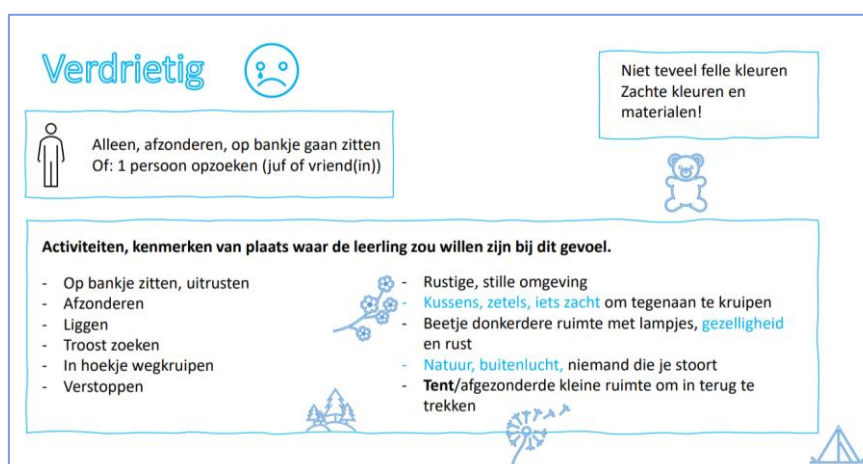 Verdrietig
Niet teveel felle kleuren
Zachte kleuren en
materialen!
Alleen, afzonderen, op bankje gaan zitten
Of: 1 persoon opzoeken (juf of vriend(in))
Activiteiten, kenmerken van plaats waar de leerling zou willen zijn bij dit gevoel.
- Op bankje zitten, uitrusten
- Afzonderen
- Liggen
- Troost zoeken
- In hoekje wegkruipen
- Verstoppen
- Rustige, stille omgeving
- Kussens, zetels, iets zacht om tegenaan te kruipen
- Beetje donkerdere ruimte met lampjes, gezelligheid
en rust
- Natuur, buitenlucht, niemand die je stoort
- Tent/afgezonderde kleine ruimte om in terug te
trekken